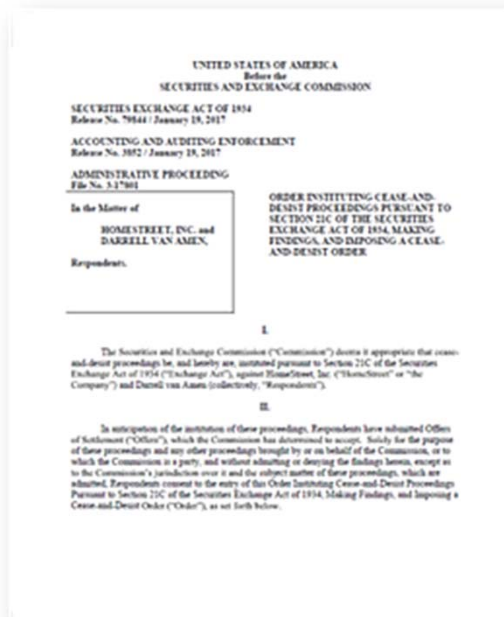 UNITED STATES OF AMERICA
Before the
SECURITIES AND EXCHANGE COMMISSION
SECURITIES EXCHANGE ACT OF 1934
Release No. 79844 / January 19, 2017
ACCOUNTING AND AUDITING ENFORCEMENT
Release No. 3852 / January 19, 2017
ADMINISTRATIVE PROCEEDING
File No. 3-17801
In the Matter of
HOMESTREET, INC. and
DARRELL VAN AMEN,
Respondents.
ORDER INSTITUTING CEASE-AND-
DESIST PROCEEDINGS PURSUANT TO
SECTION 21C OF THE SECURITIES
EXCHANGE ACT OF 1934, MAKING
FINDINGS, AND IMPOSING A CEASE-
AND-DESIST ORDER
I.
The Securities and Exchange Commission ("Commission") deems it appropriate that cease-
and-desist proceedings be, and hereby are, instituted pursuant to Section 21C of the Securities
Exchange Act of 1934 ("Exchange Act"), against HomeStreet, Inc. ("HomeStreet" or "the
Company") and Darrell van Amen (collectively, "Respondents").
II.
In anticipation of the institution of these proceedings, Respondents have submitted Offers
of Settlement ("Offers"), which the Commission has determined to accept. Solely for the purpose
of these proceedings and any other proceedings brought by or on behalf of the Commission, or to
which the Commission is a party, and without admitting or denying the findings herein, except as
to the Commission's jurisdiction over it and the subject matter of these proceedings, which are
admitted, Respondents consent to the entry of this Order Instituting Cease-and-Desist Proceedings
Pursuant to Section 21C of the Securities Exchange Act of 1934, Making Findings, and Imposing a
Cease-and-Desist Order ("Order"), as set forth below.